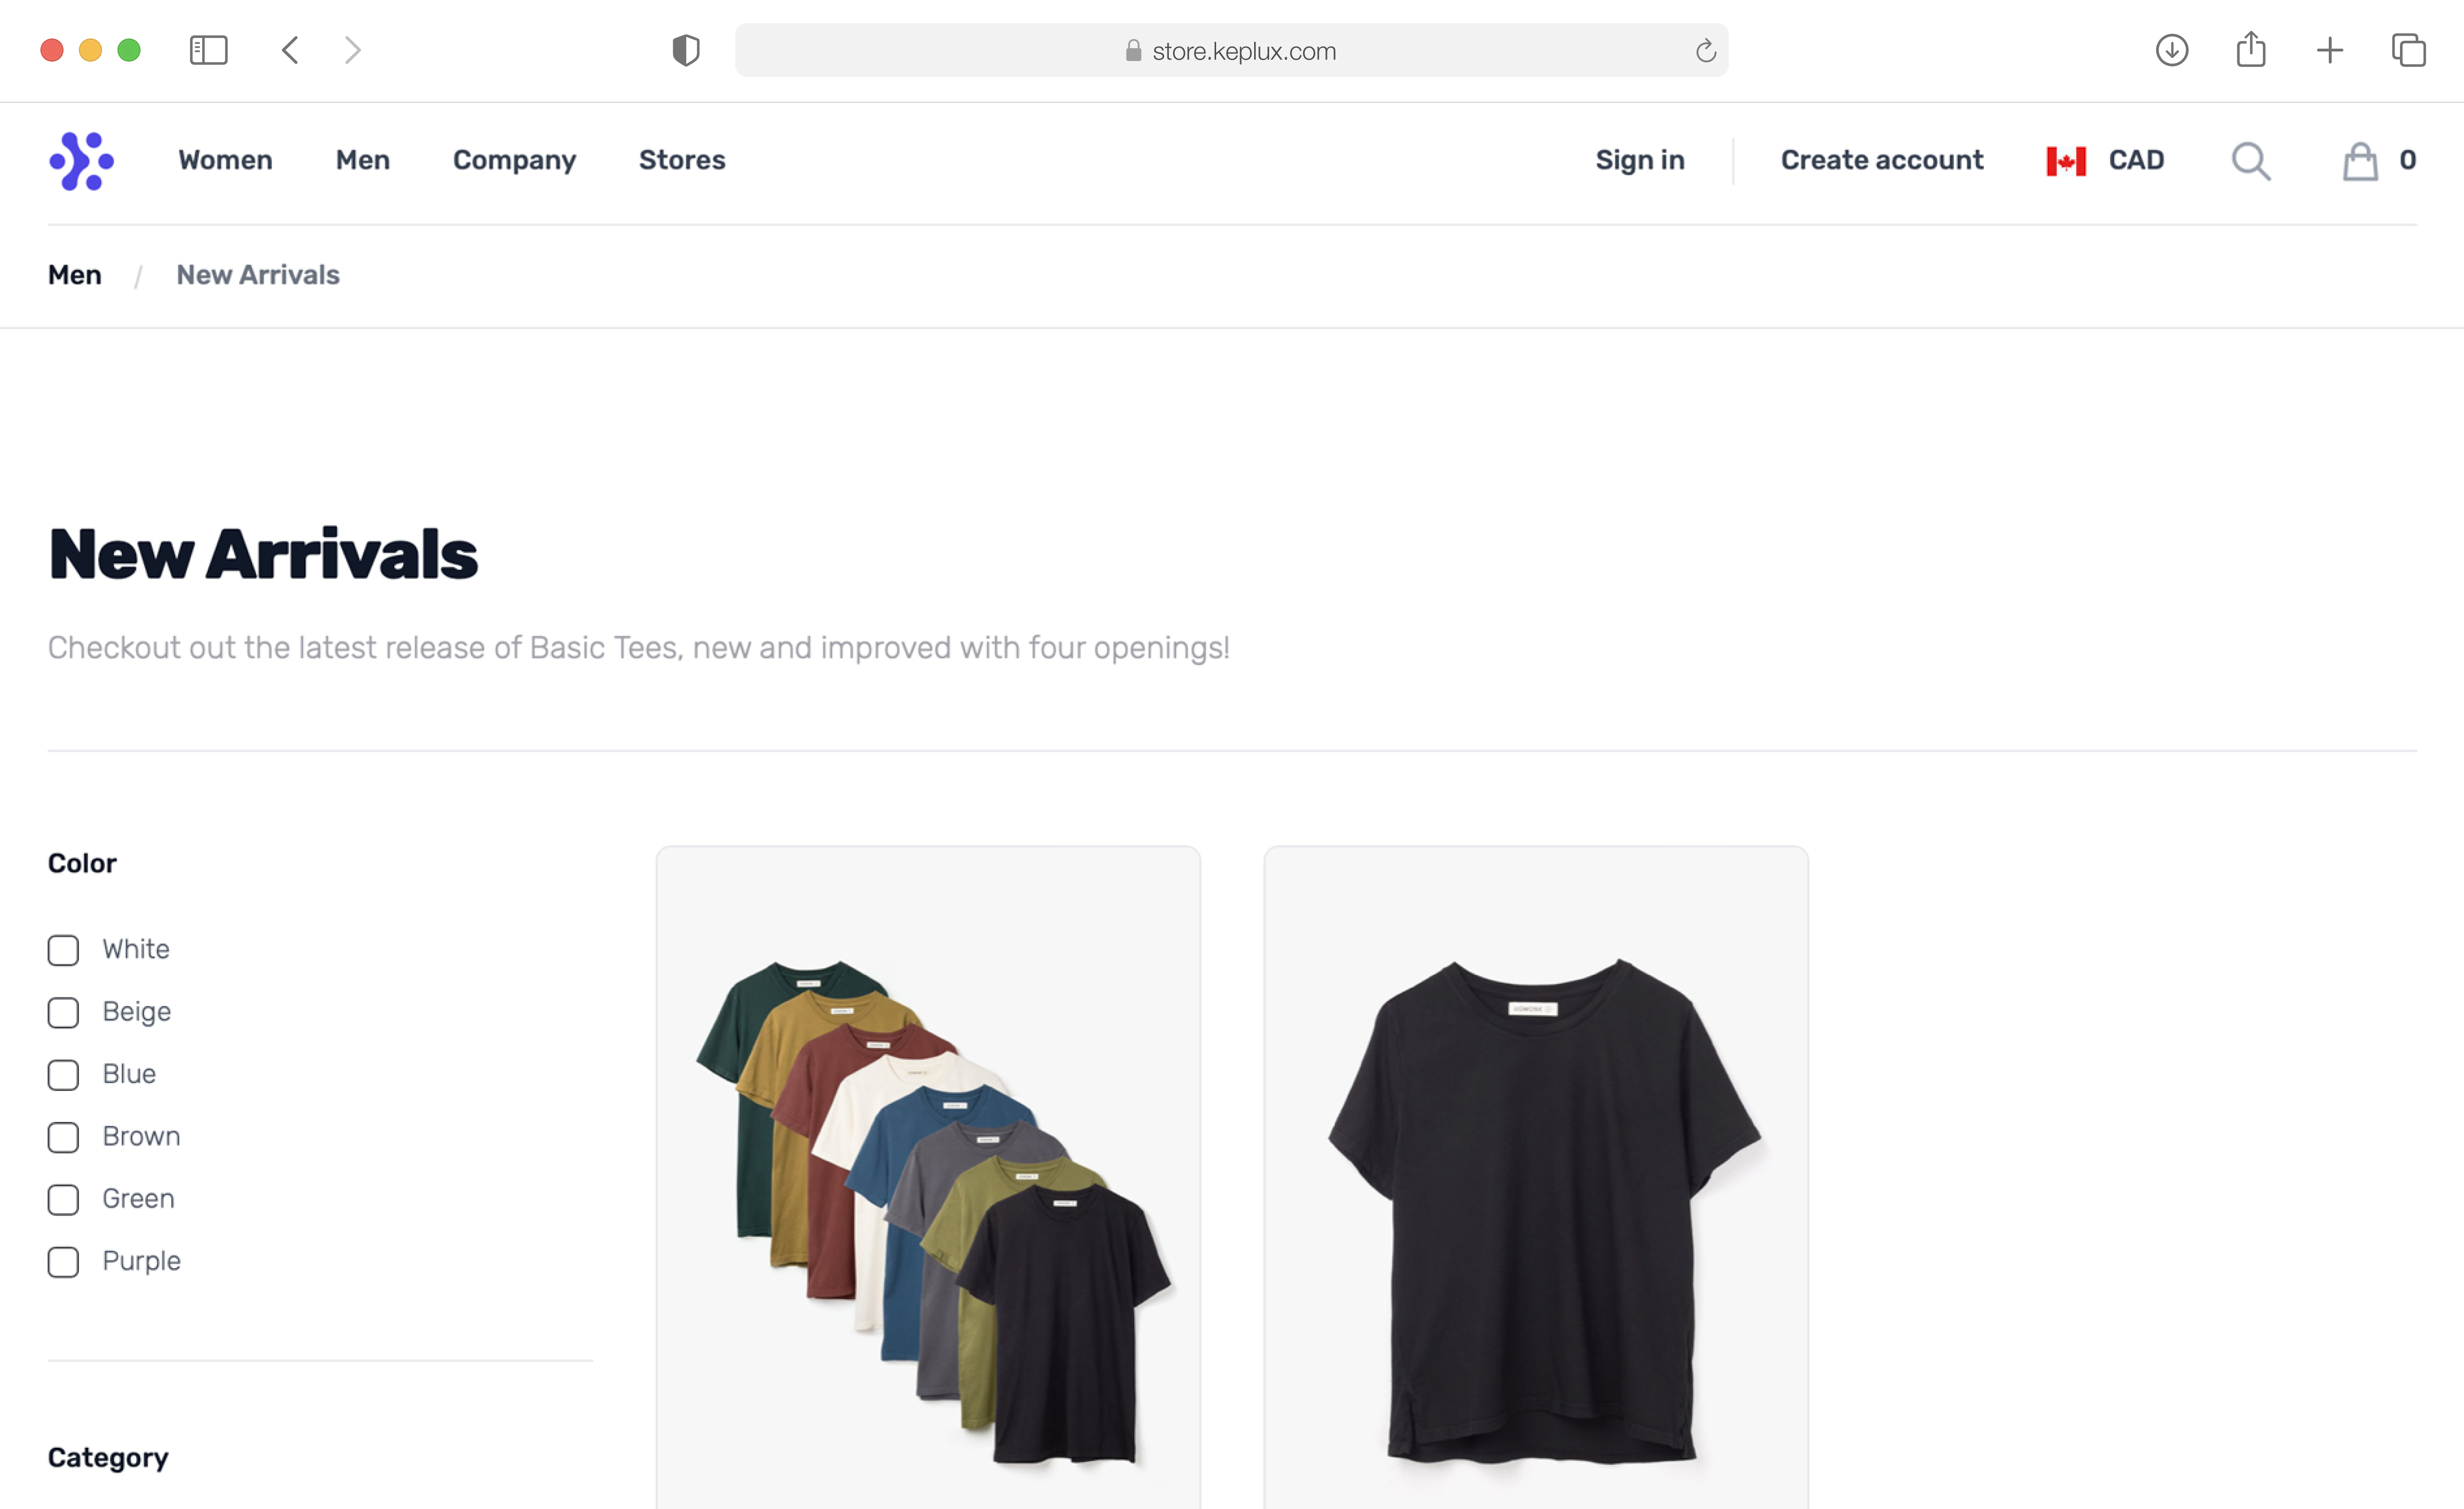 store.keplux.com
Women Men Company Stores Sign in Create account CAD 0
Men / New Arrivals
New Arrivals
Checkout out the latest release of Basic Tees, new and improved with four openings!
Color
White
Beige
Blue
Brown
Green
Purple
Category